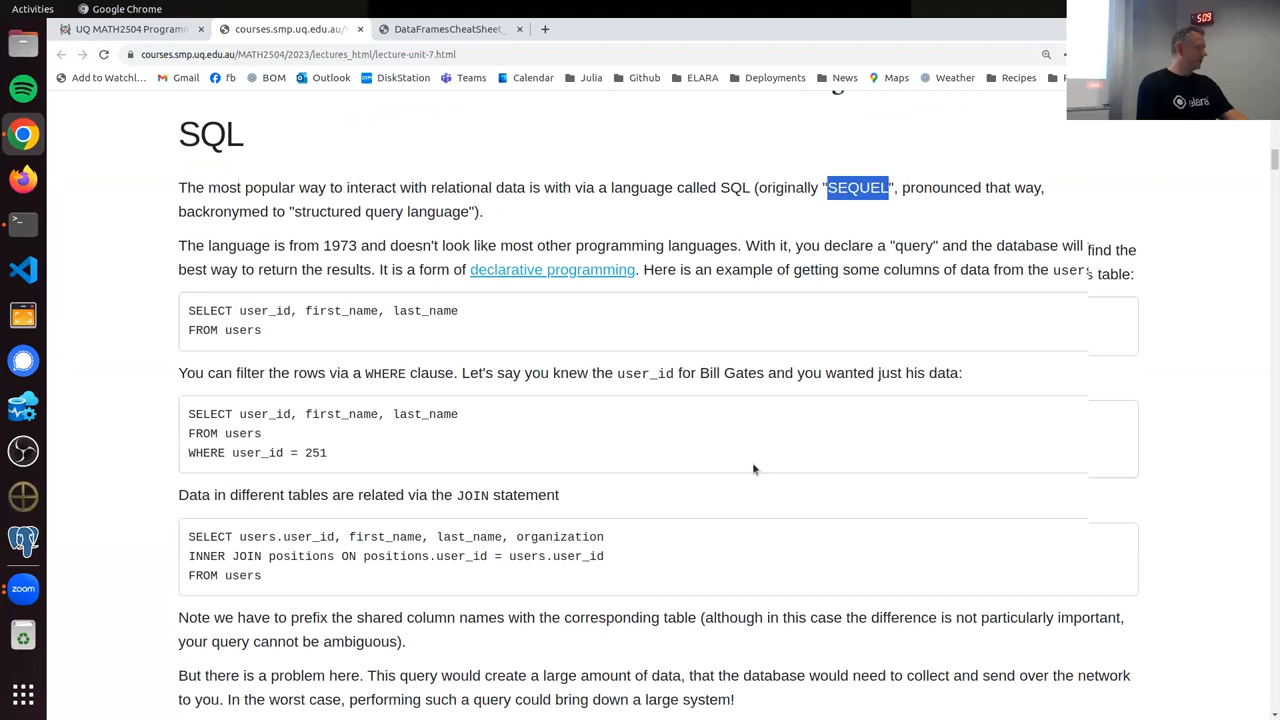 Activities Google Chrome
UQ MATH2504 Programm × courses.smp.uq.edu.au/ × DataFramesCheatSheet_ × +
courses.smp.uq.edu.au/MATH2504/2023/lectures_html/lecture-unit-7.html
Add to Watchl... Gmail fb BOM Outlook DiskStation Teams Calendar Julia Github ELARA Deployments News Maps Weather Recipes
509
elara
SQL
The most popular way to interact with relational data is with via a language called SQL (originally "SEQUEL", pronounced that way,
backronymed to "structured query language").
The language is from 1973 and doesn't look like most other programming languages. With it, you declare a "query" and the database will find the
best way to return the results. It is a form of declarative programming. Here is an example of getting some columns of data from the users table:
SELECT user_id, first_name, last_name
FROM users
You can filter the rows via a WHERE clause. Let's say you knew the user_id for Bill Gates and you wanted just his data:
SELECT user_id, first_name, last_name
FROM users
WHERE user_id = 251
Data in different tables are related via the JOIN statement
SELECT users.user_id, first_name, last_name, organization
INNER JOIN positions ON positions.user_id = users.user_id
FROM users
Note we have to prefix the shared column names with the corresponding table (although in this case the difference is not particularly important,
your query cannot be ambiguous).
But there is a problem here. This query would create a large amount of data, that the database would need to collect and send over the network
to you. In the worst case, performing such a query could bring down a large system!
zoom